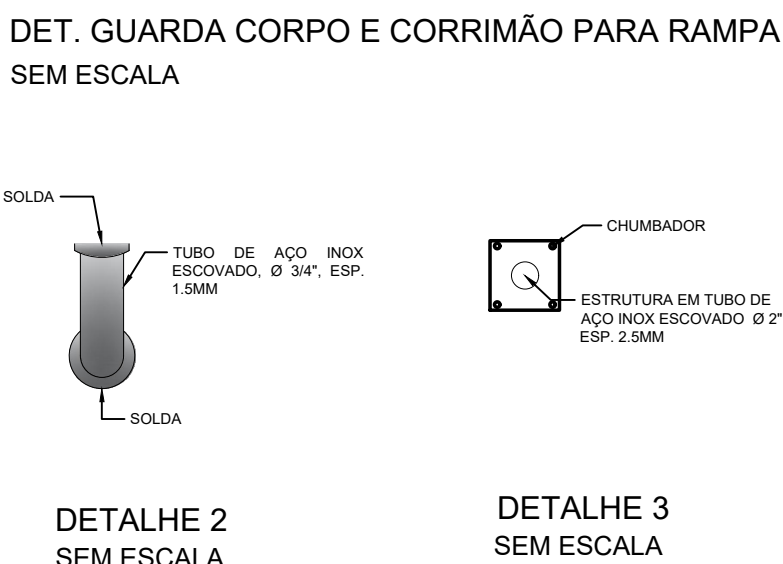 DET. GUARDA CORPO E CORRIMÃO PARA RAMPA
SEM ESCALA
SOLDA
TUBO DE AÇO INOX
ESCOVADO, Ø 3/4", ESP.
1.5MM
SOLDA
CHUMBADOR
ESTRUTURA EM TUBO DE
AÇO INOX ESCOVADO Ø 2"
ESP. 2.5MM
DETALHE 2
SEM ESCALA
DETALHE 3
SEM ESCALA